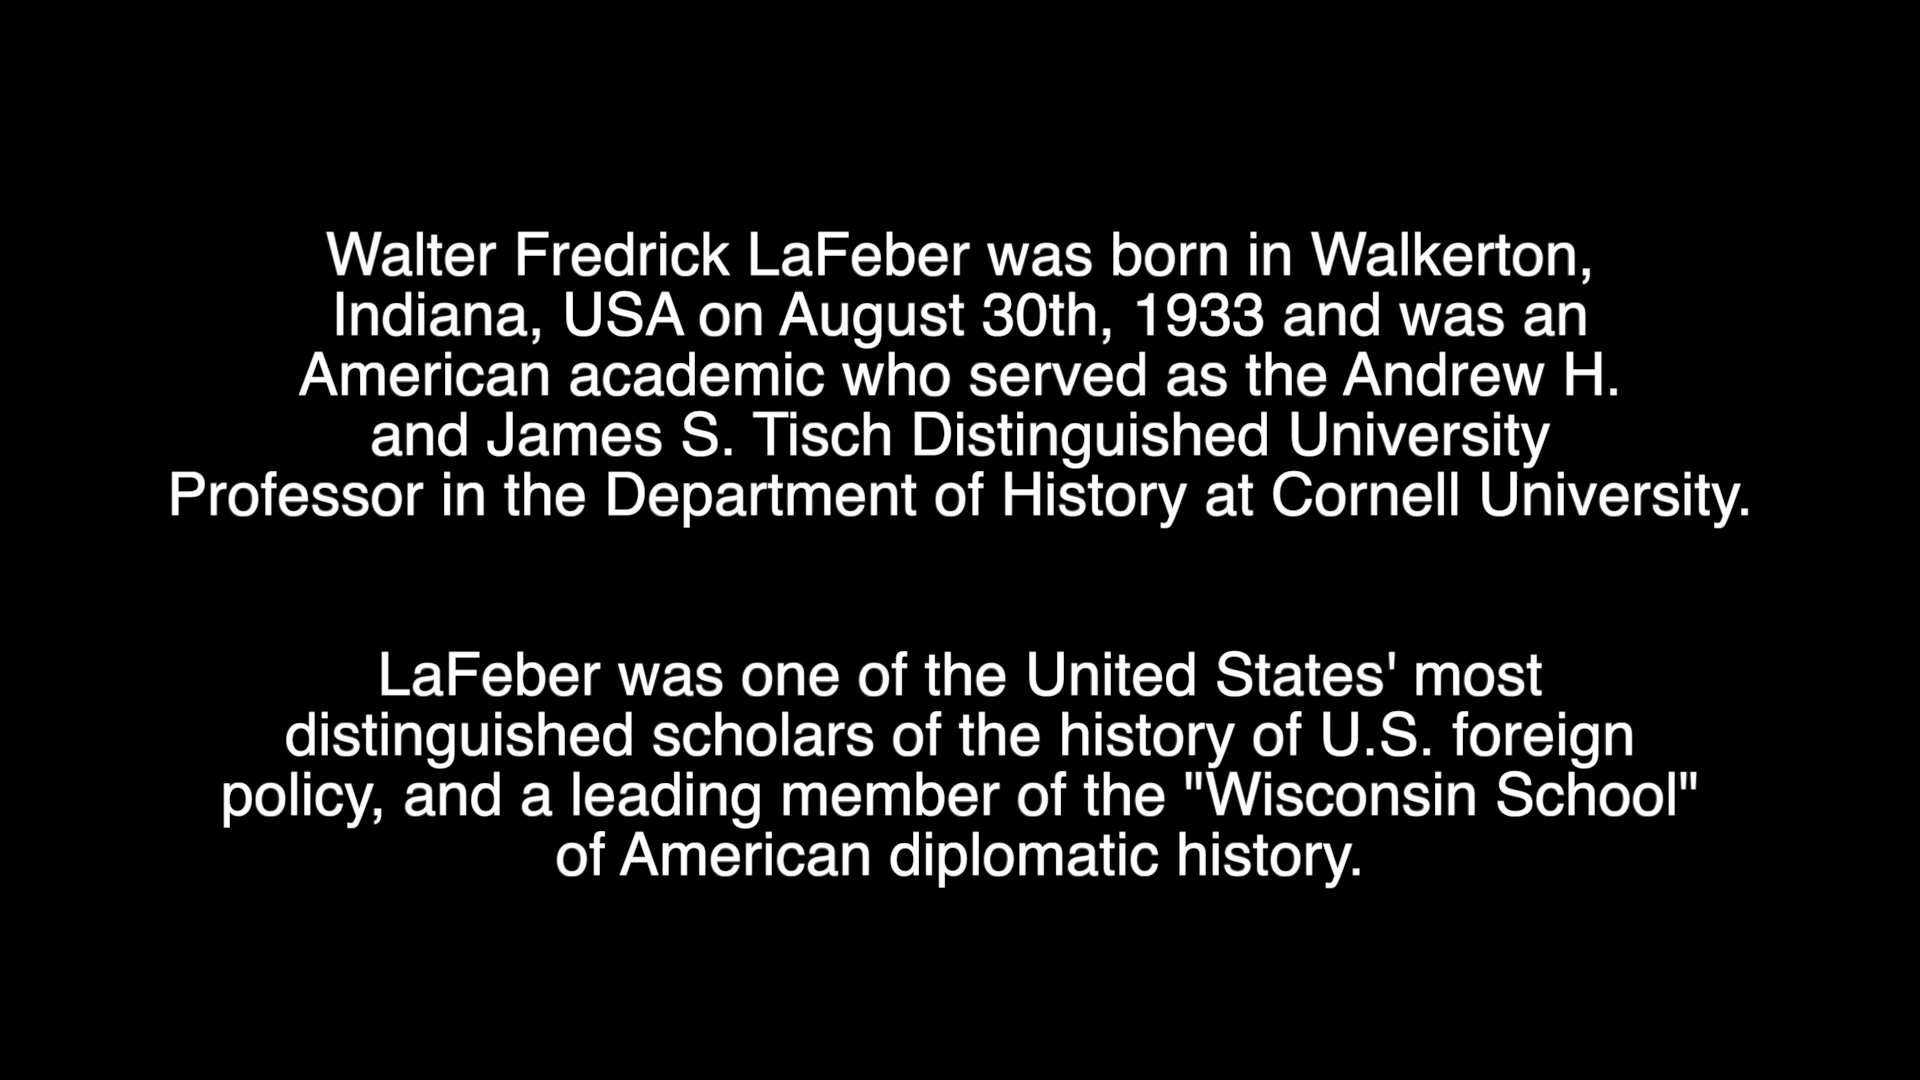 Walter Fredrick LaFeber was born in Walkerton,
Indiana, USA on August 30th, 1933 and was an
American academic who served as the Andrew H.
and James S. Tisch Distinguished University
Professor in the Department of History at Cornell University.
LaFeber was one of the United States' most
distinguished scholars of the history of U.S. foreign
policy, and a leading member of the "Wisconsin School"
of American diplomatic history.